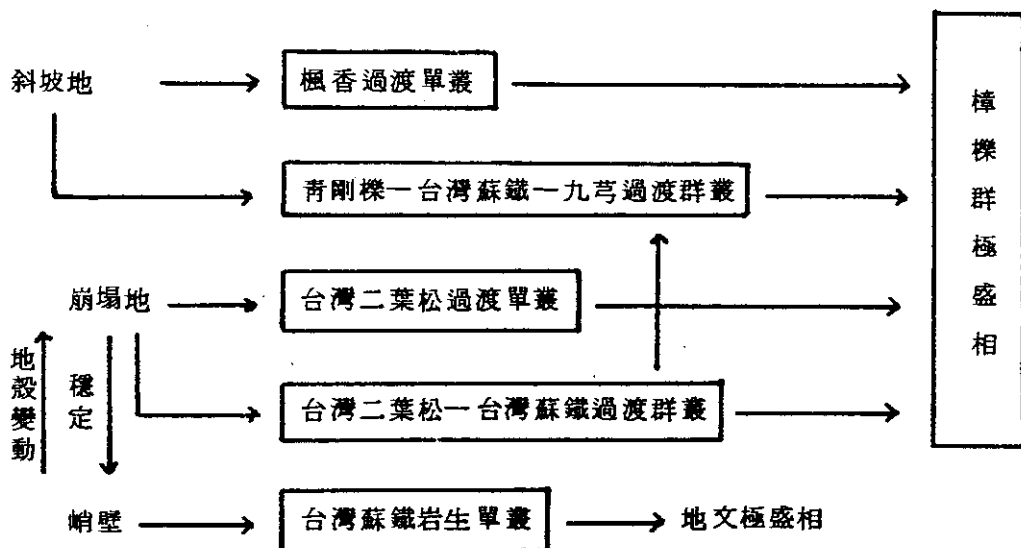 斜坡地
楓香過渡單叢
青剛櫟—台灣蘇鐵—九芎過渡群叢
崩塌地
台灣二葉松過渡單叢
地殼變動
穩定
台灣二葉松—台灣蘇鐵過渡群叢
峭壁
台灣蘇鐵岩生單叢
地文極盛相
樟櫟群極盛相